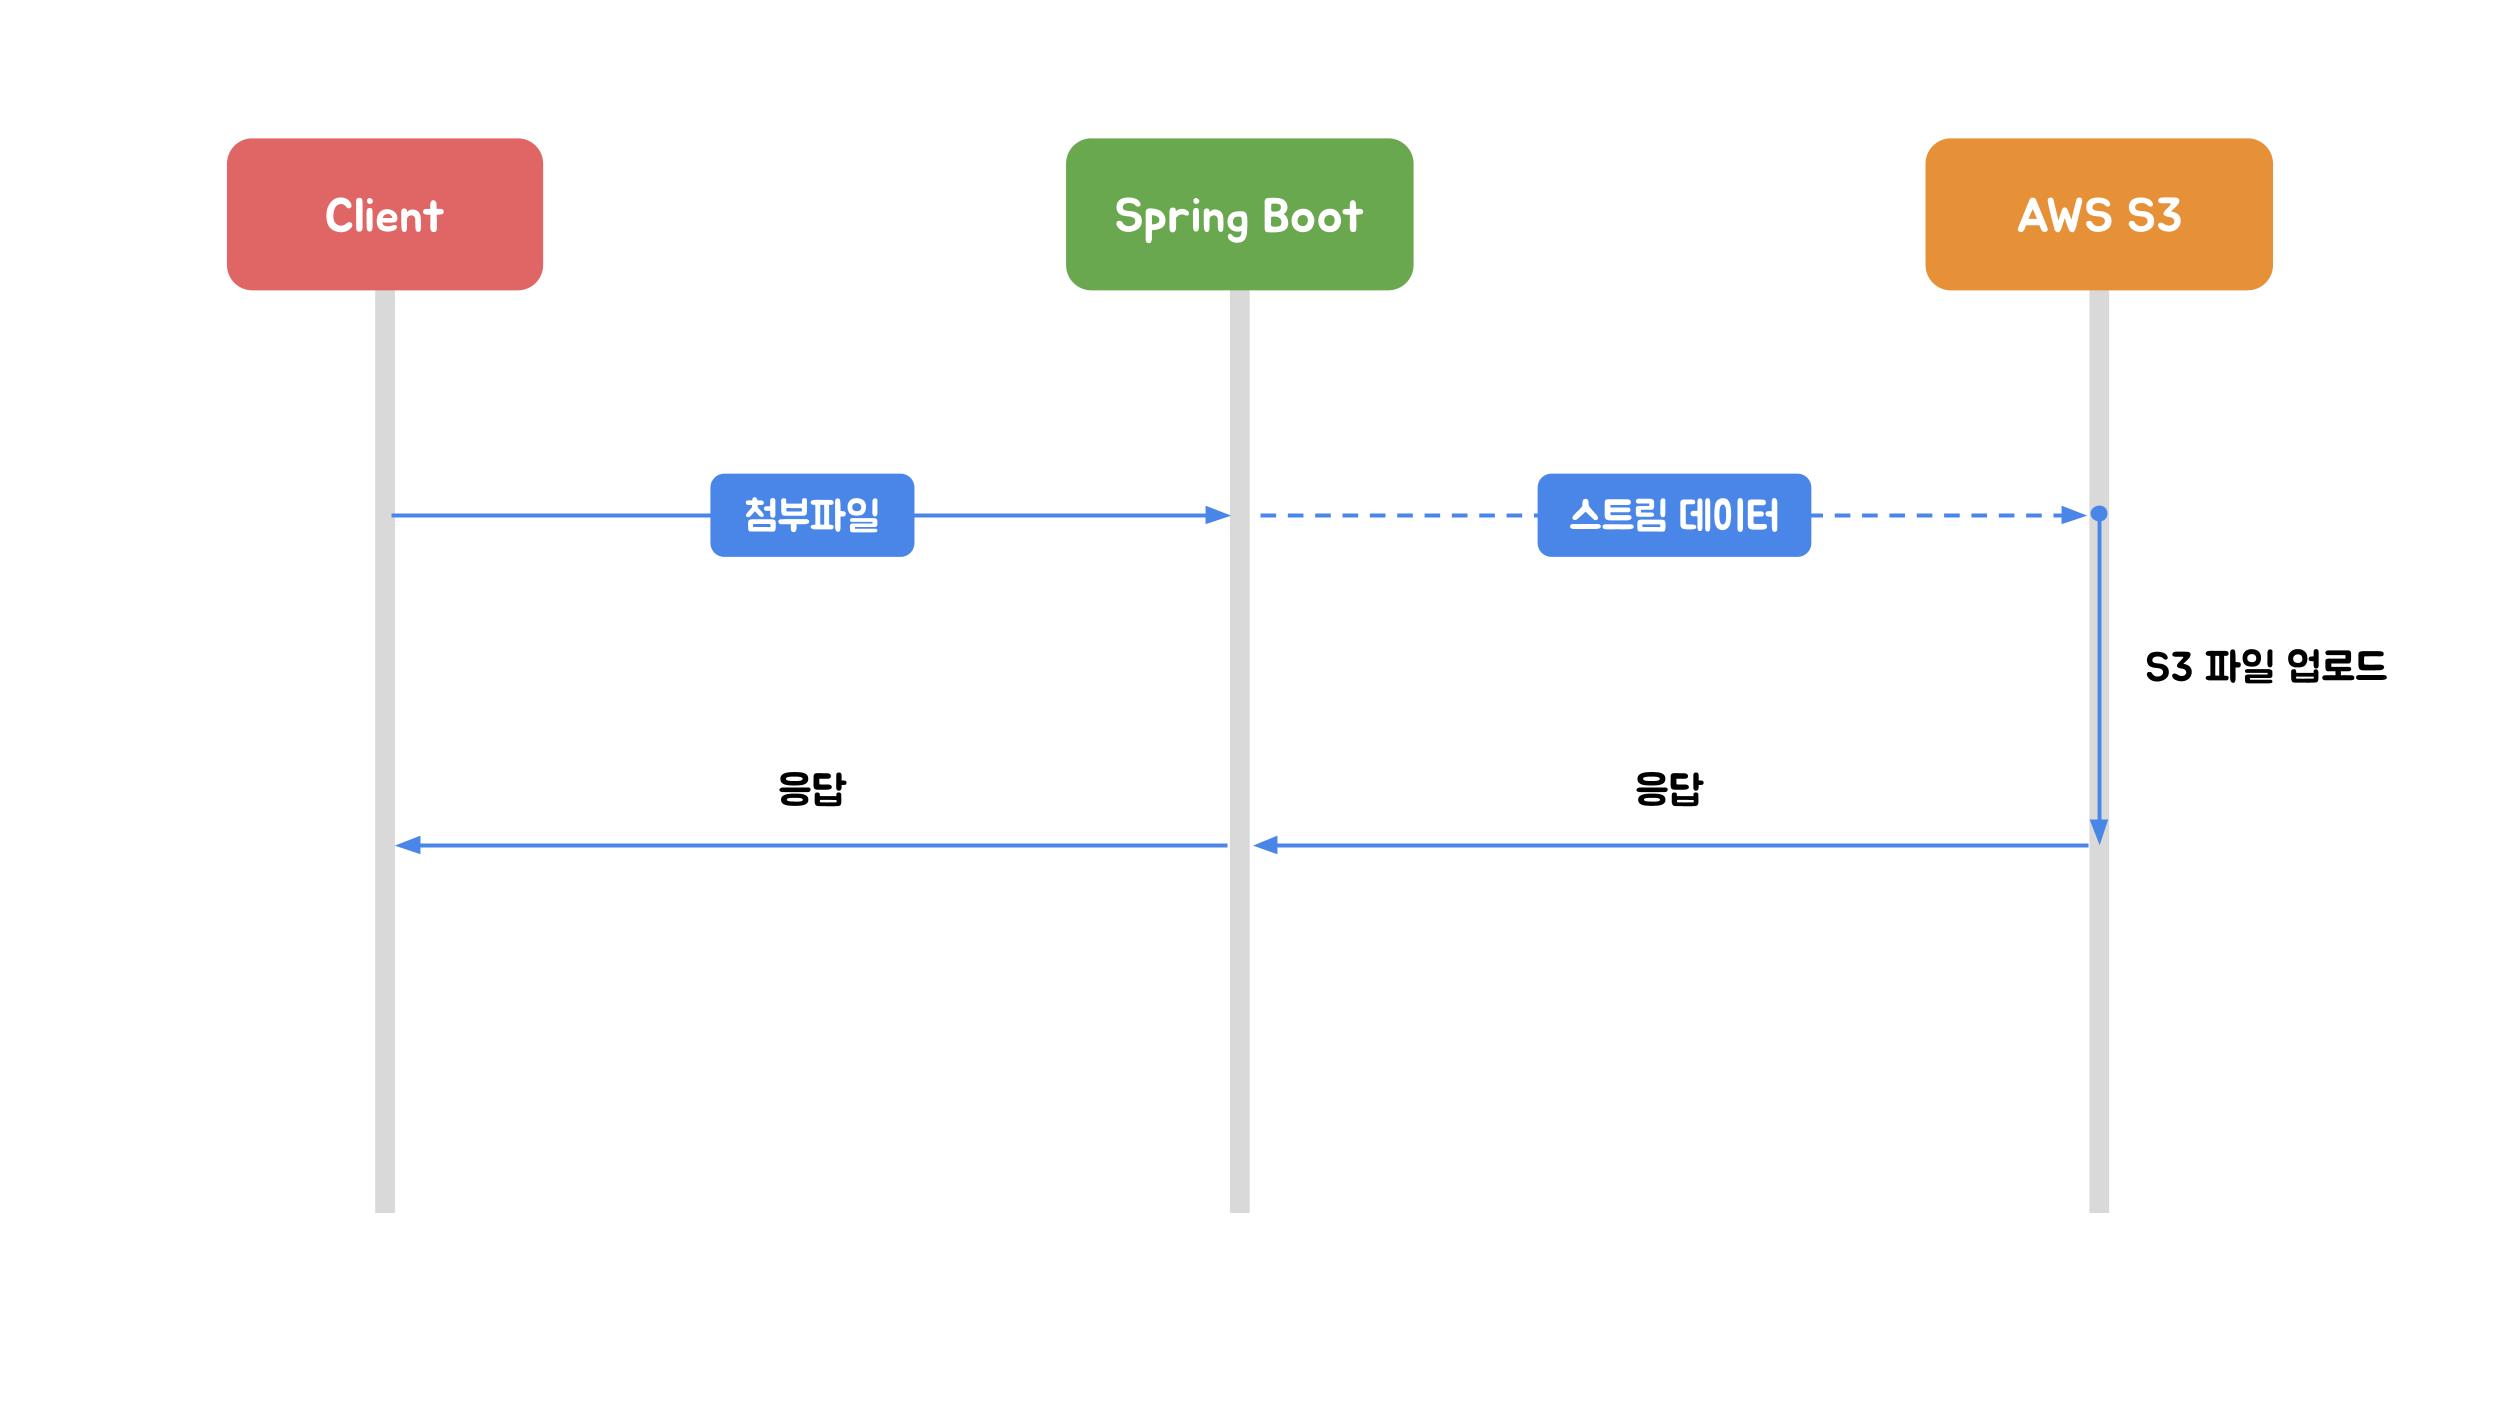 Client
Spring Boot
AWS S3
첨부파일
스트림 데이터
S3 파일 업로드
응답
응답